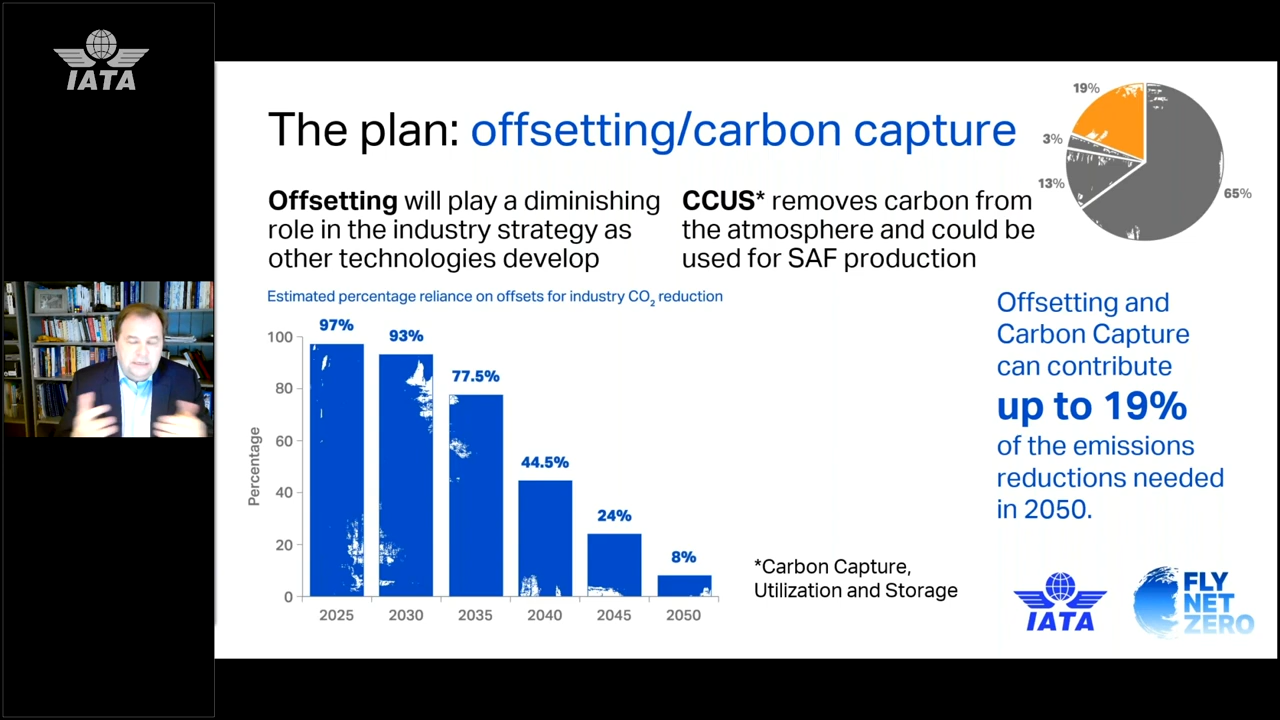 IATA
The plan: offsetting/carbon capture
19%
3%
13%
65%
Offsetting will play a diminishing
role in the industry strategy as
other technologies develop
CCUS* removes carbon from
the atmosphere and could be
used for SAF production
Estimated percentage reliance on offsets for industry CO₂ reduction
Percentage
100
80
60
40
20
0
97%
93%
77.5%
44.5%
24%
8%
2025
2030
2035
2040
2045
2050
Offsetting and
Carbon Capture
can contribute
up to 19%
of the emissions
reductions needed
in 2050.
*Carbon Capture,
Utilization and Storage
IATA
FLY
NET
ZERO